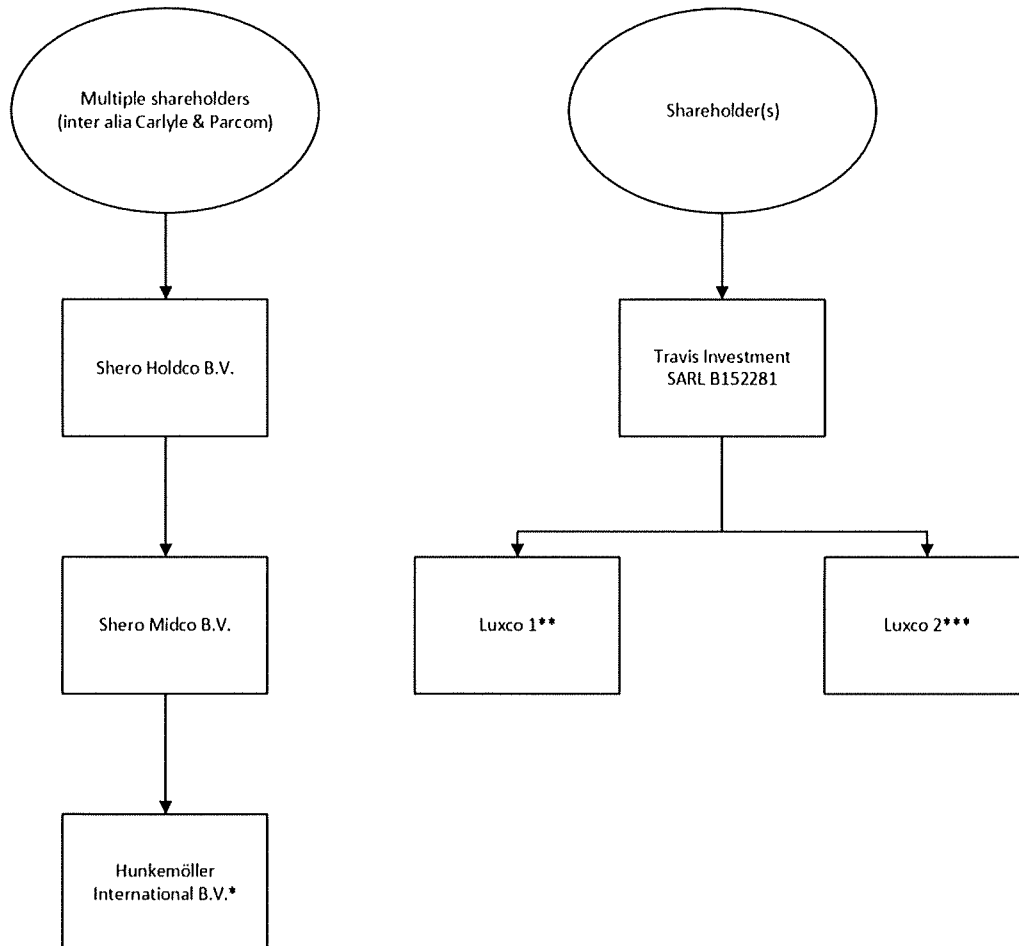 Multiple shareholders
(inter alia Carlyle & Parcom)
Shareholder(s)
Shero Holdco B.V.
Travis Investment
SARL B152281
Shero Midco B.V.
Luxco 1**
Luxco 2***
Hunkemöller
International B.V.*